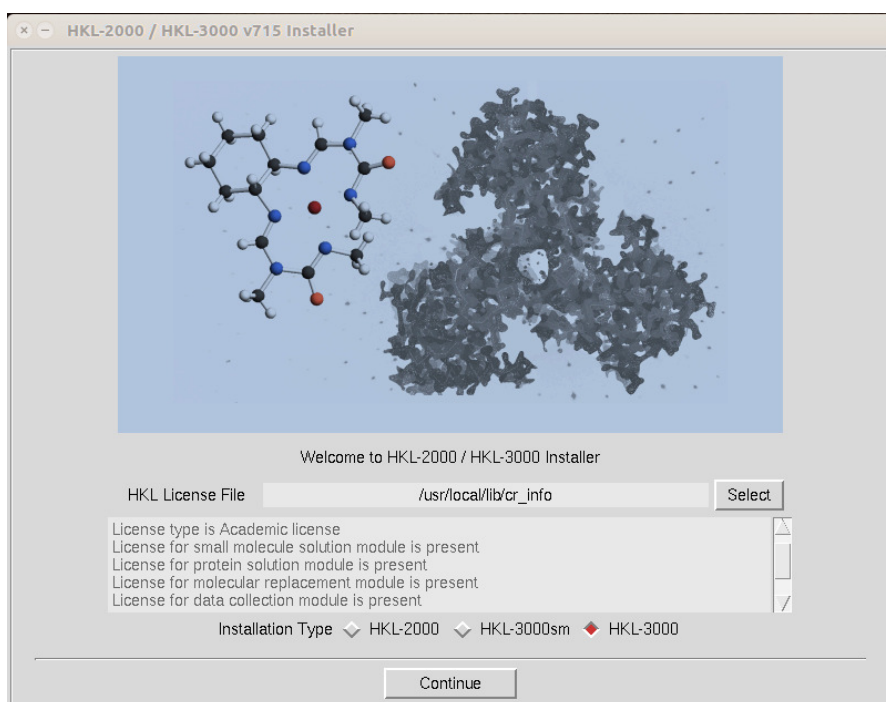 HKL-2000 / HKL-3000 v715 Installer
Welcome to HKL-2000 / HKL-3000 Installer
HKL License File /usr/local/lib/cr_info Select
License type is Academic license
License for small molecule solution module is present
License for protein solution module is present
License for molecular replacement module is present
License for data collection module is present
Installation Type HKL-2000 HKL-3000sm HKL-3000
Continue